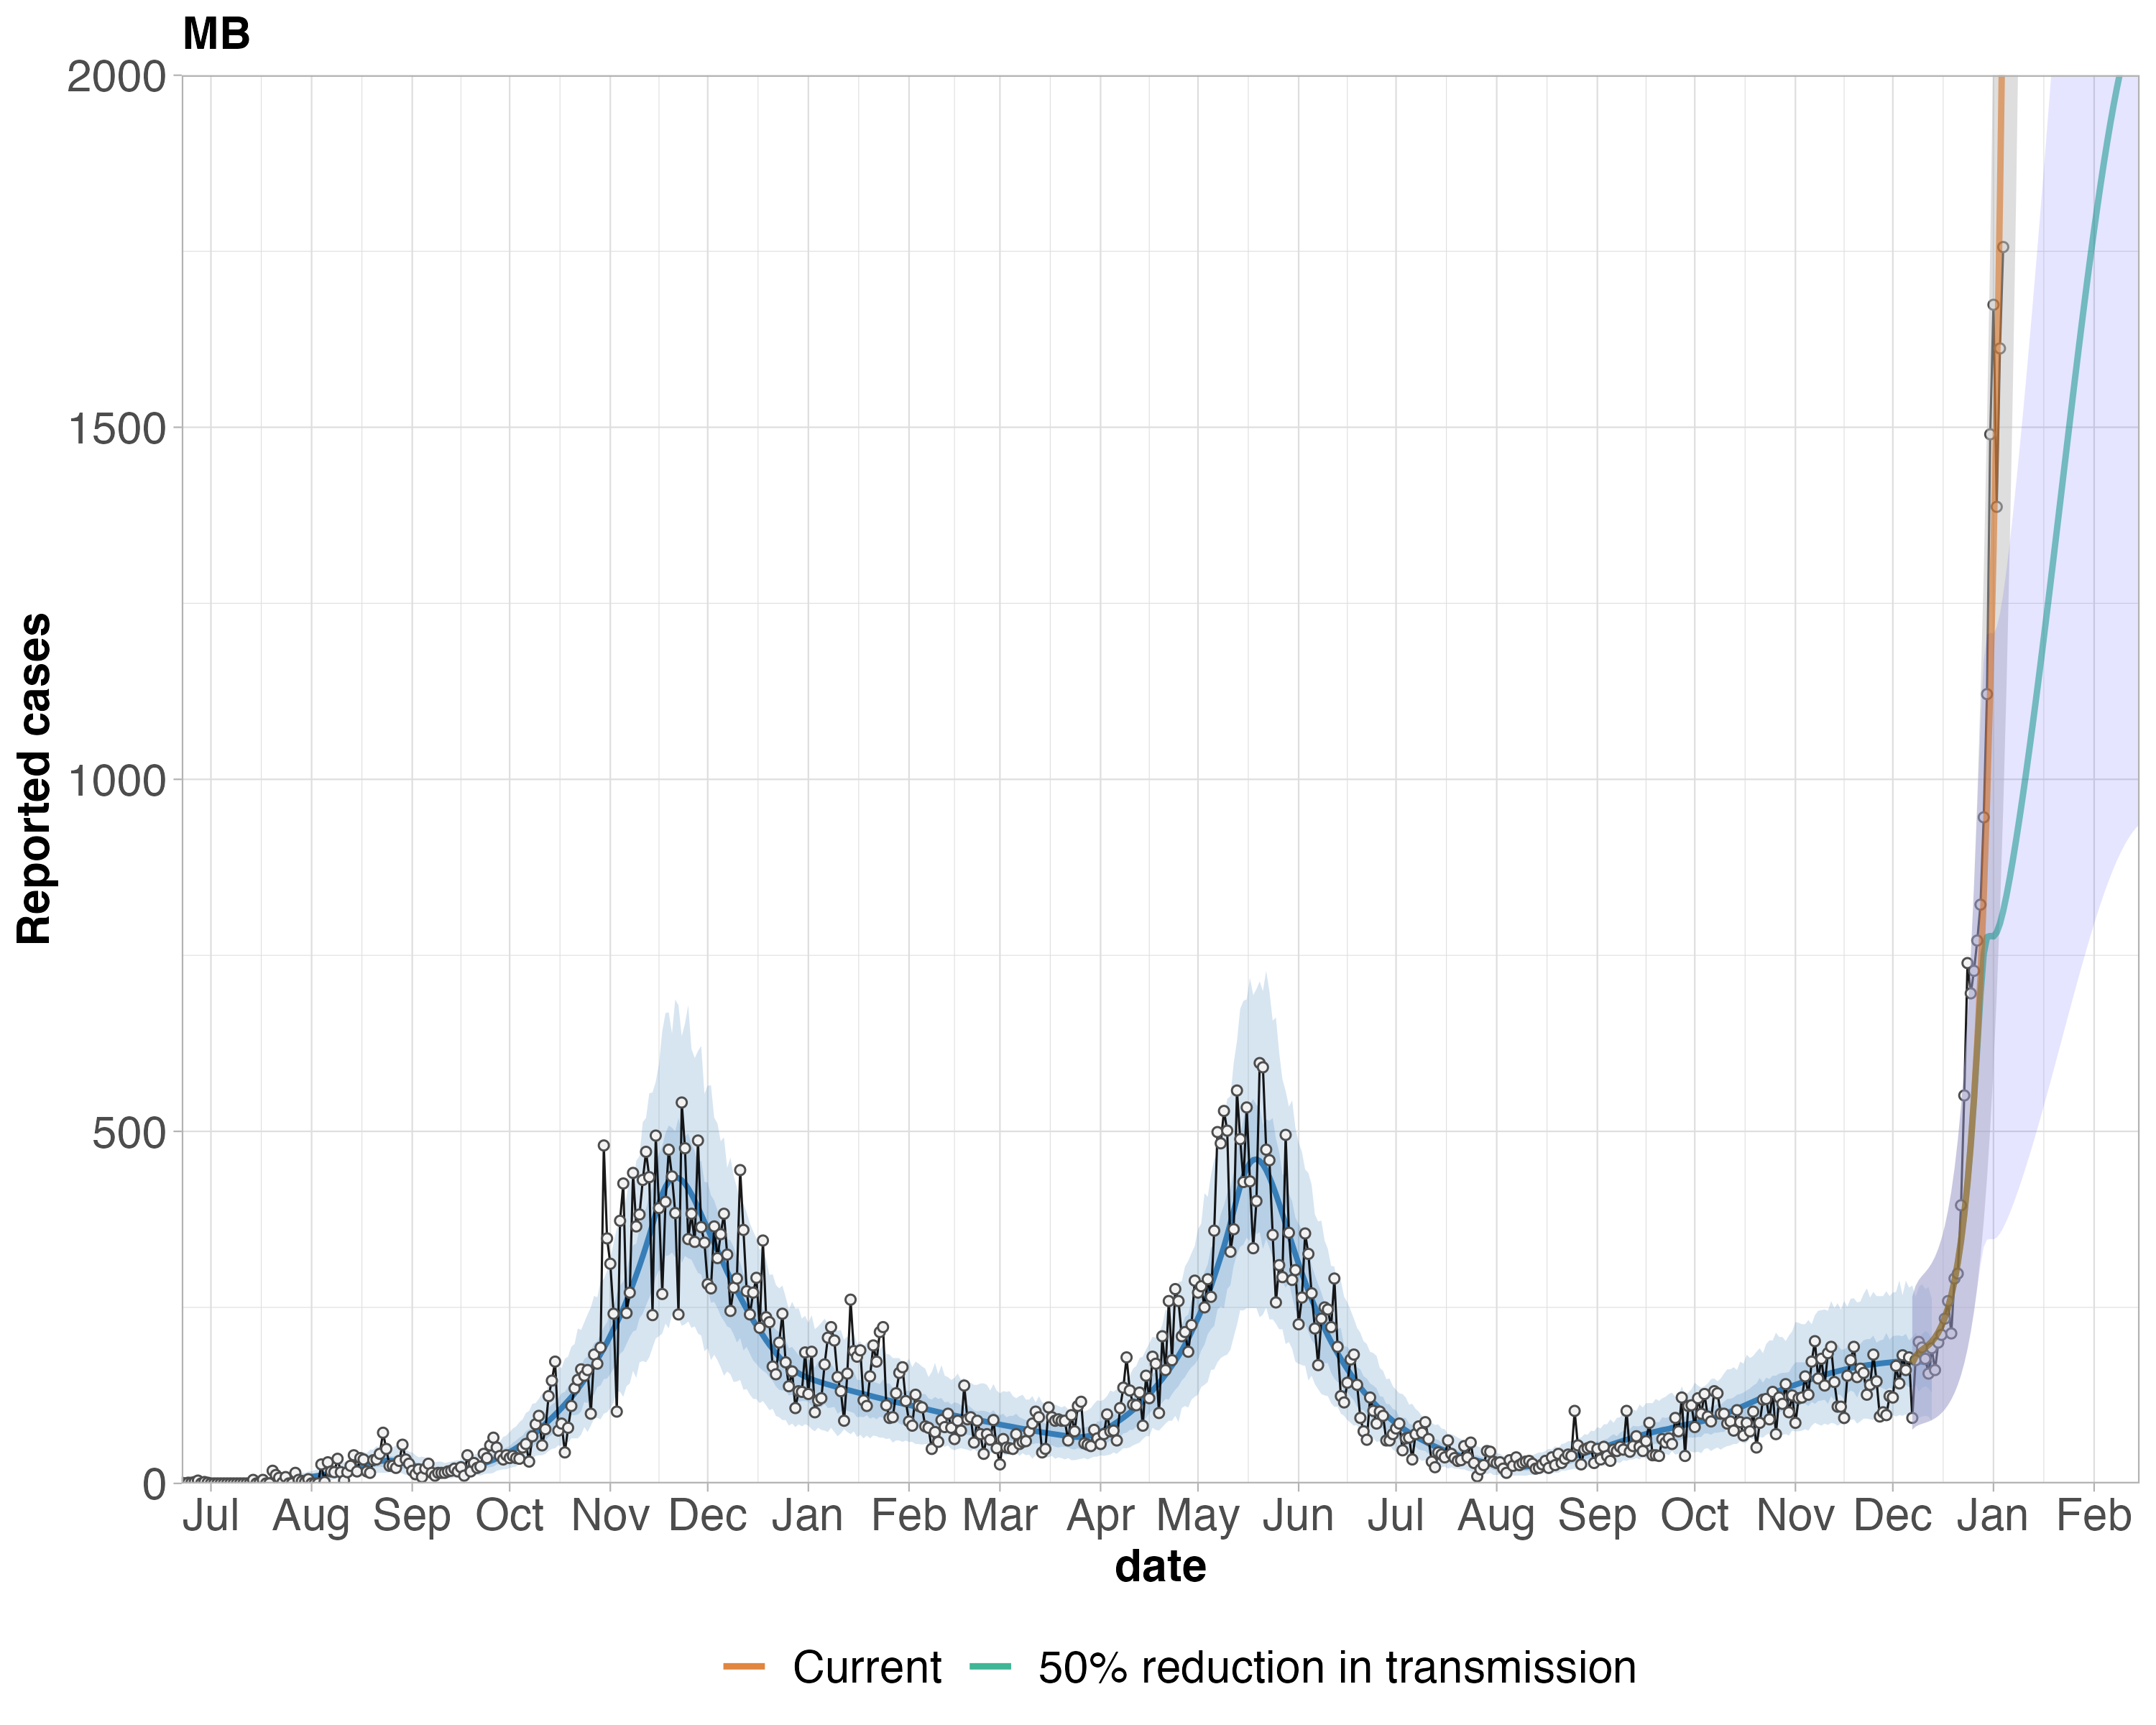 MB
2000
1500
1000
500
0
Reported cases
Jul Aug Sep Oct Nov Dec Jan Feb Mar Apr May Jun Jul Aug Sep Oct Nov Dec Jan Feb
date
Current 50% reduction in transmission